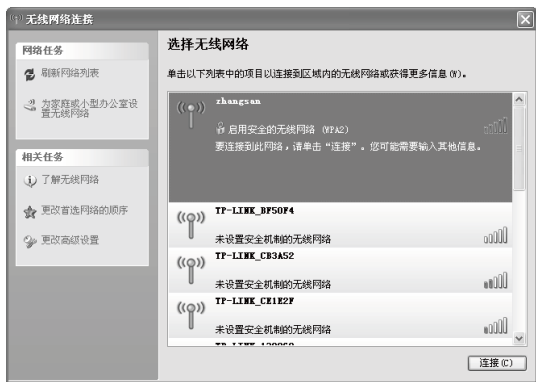 无线网络连接
网络任务
刷新网络列表
为家庭或小型办公室设
置无线网络
相关任务
了解无线网络
更改首选网络的顺序
更改高级设置
选择无线网络
单击以下列表中的项目以连接到区域内的无线网络或获得更多信息(W)。
zhangsan
启用安全的无线网络 (WPA2)
要连接到此网络，请单击“连接”。您可能需要输入其他信息。
TP-LINK_BF50F4
未设置安全机制的无线网络
TP-LINK_CB3A52
未设置安全机制的无线网络
TP-LINK_CE1E2F
未设置安全机制的无线网络
连接(C)